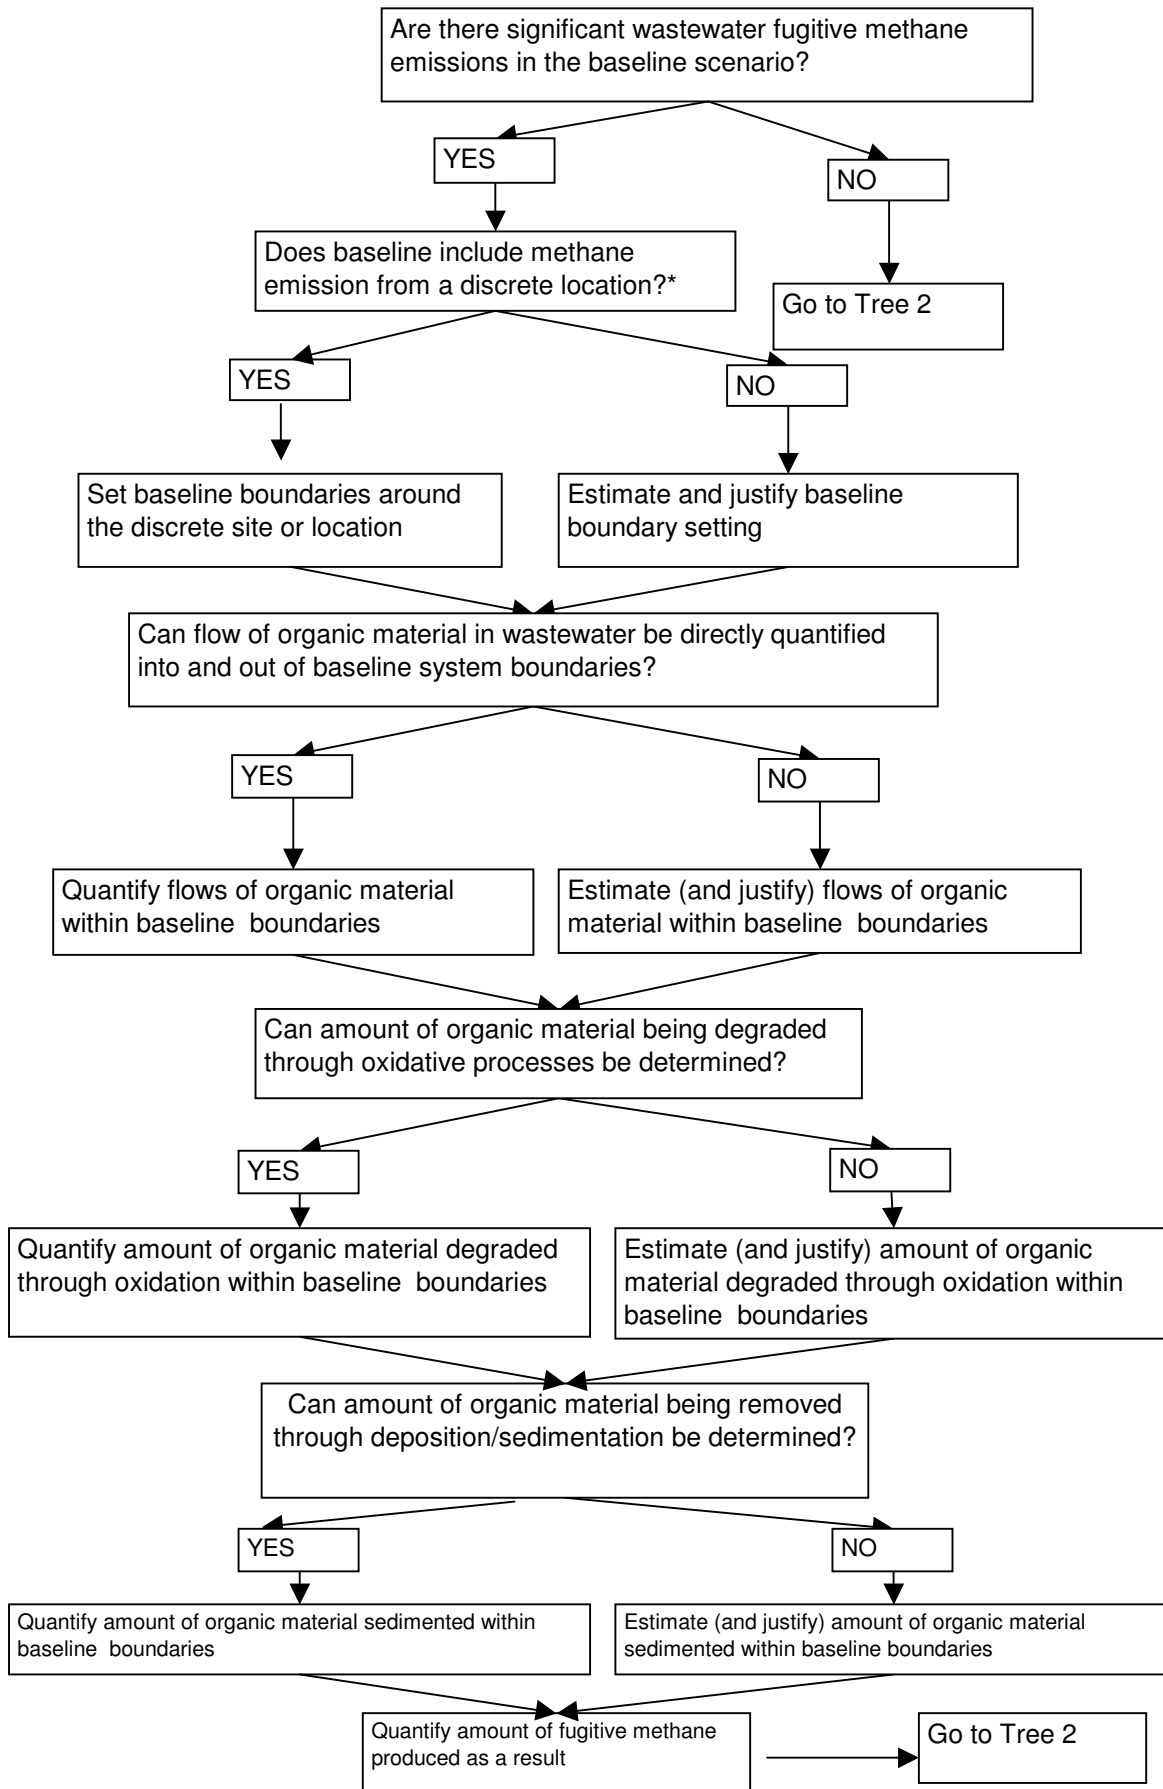 Are there significant wastewater fugitive methane
emissions in the baseline scenario?
YES
NO
Does baseline include methane
emission from a discrete location?*
Go to Tree 2
YES
NO
Set baseline boundaries around
the discrete site or location
Estimate and justify baseline
boundary setting
Can flow of organic material in wastewater be directly quantified
into and out of baseline system boundaries?
YES
NO
Quantify flows of organic material
within baseline  boundaries
Estimate (and justify) flows of organic
material within baseline  boundaries
Can amount of organic material being degraded
through oxidative processes be determined?
YES
NO
Quantify amount of organic material degraded
through oxidation within baseline  boundaries
Estimate (and justify) amount of organic
material degraded through oxidation within
baseline  boundaries
Can amount of organic material being removed
through deposition/sedimentation be determined?
YES
NO
Quantify amount of organic material sedimented within
baseline  boundaries
Estimate (and justify) amount of organic material
sedimented within baseline boundaries
Quantify amount of fugitive methane
produced as a result
Go to Tree 2